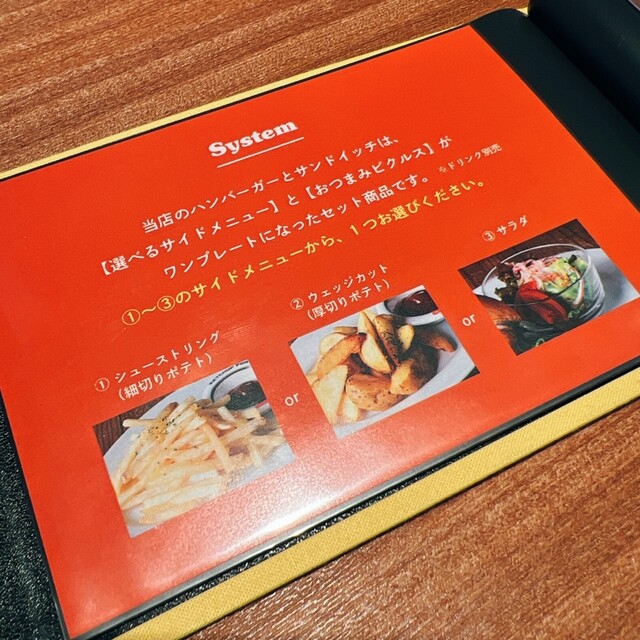 System
当店のハンバーガーとサンドイッチは、
【選べるサイドメニュー】と【おつまみピクルス】が
ワンプレートになったセット商品です。 ※ドリンク別売
①〜③のサイドメニューから、1つお選びください。
① シューストリング
(細切りポテト)
or
② ウェッジカット
(厚切りポテト)
or
③ サラダ